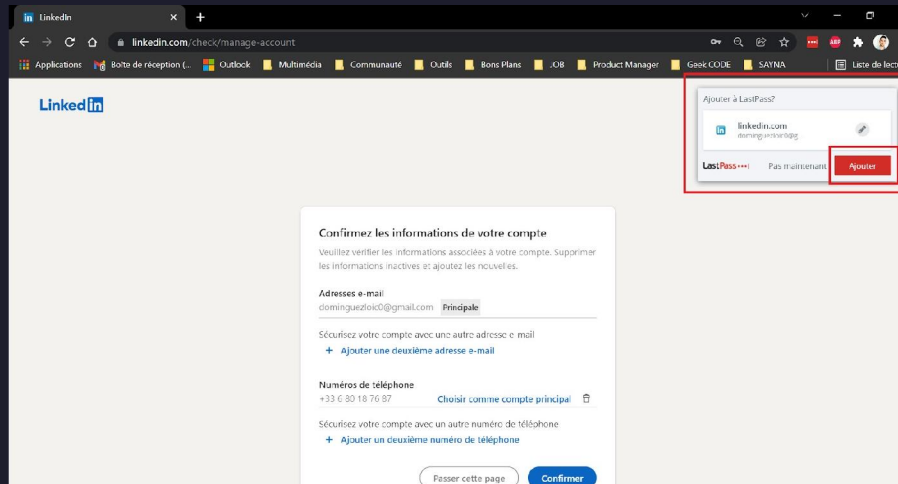 LinkedIn
linkedin.com/check/manage-account
Applications Boîte de réception (... Outlook Multimédia Communauté Outils Bons Plans JOB Product Manager Geek CODE SAYNA Liste de lect
LinkedIn
Ajouter à LastPass?
linkedin.com
dominguezloic0@g
LastPass Pas maintenant Ajouter
Confirmez les informations de votre compte
Veuillez vérifier les informations associées à votre compte. Supprimer
les informations inactives et ajoutez les nouvelles.
Adresses e-mail
dominguezloic0@gmail.com Principale
Sécurisez votre compte avec une autre adresse e-mail
+ Ajouter une deuxième adresse e-mail
Numéros de téléphone
+33 6 80 18 76 87 Choisir comme compte principal
Sécurisez votre compte avec un autre numéro de téléphone
+ Ajouter un deuxième numéro de téléphone
Passer cette page Confirmer